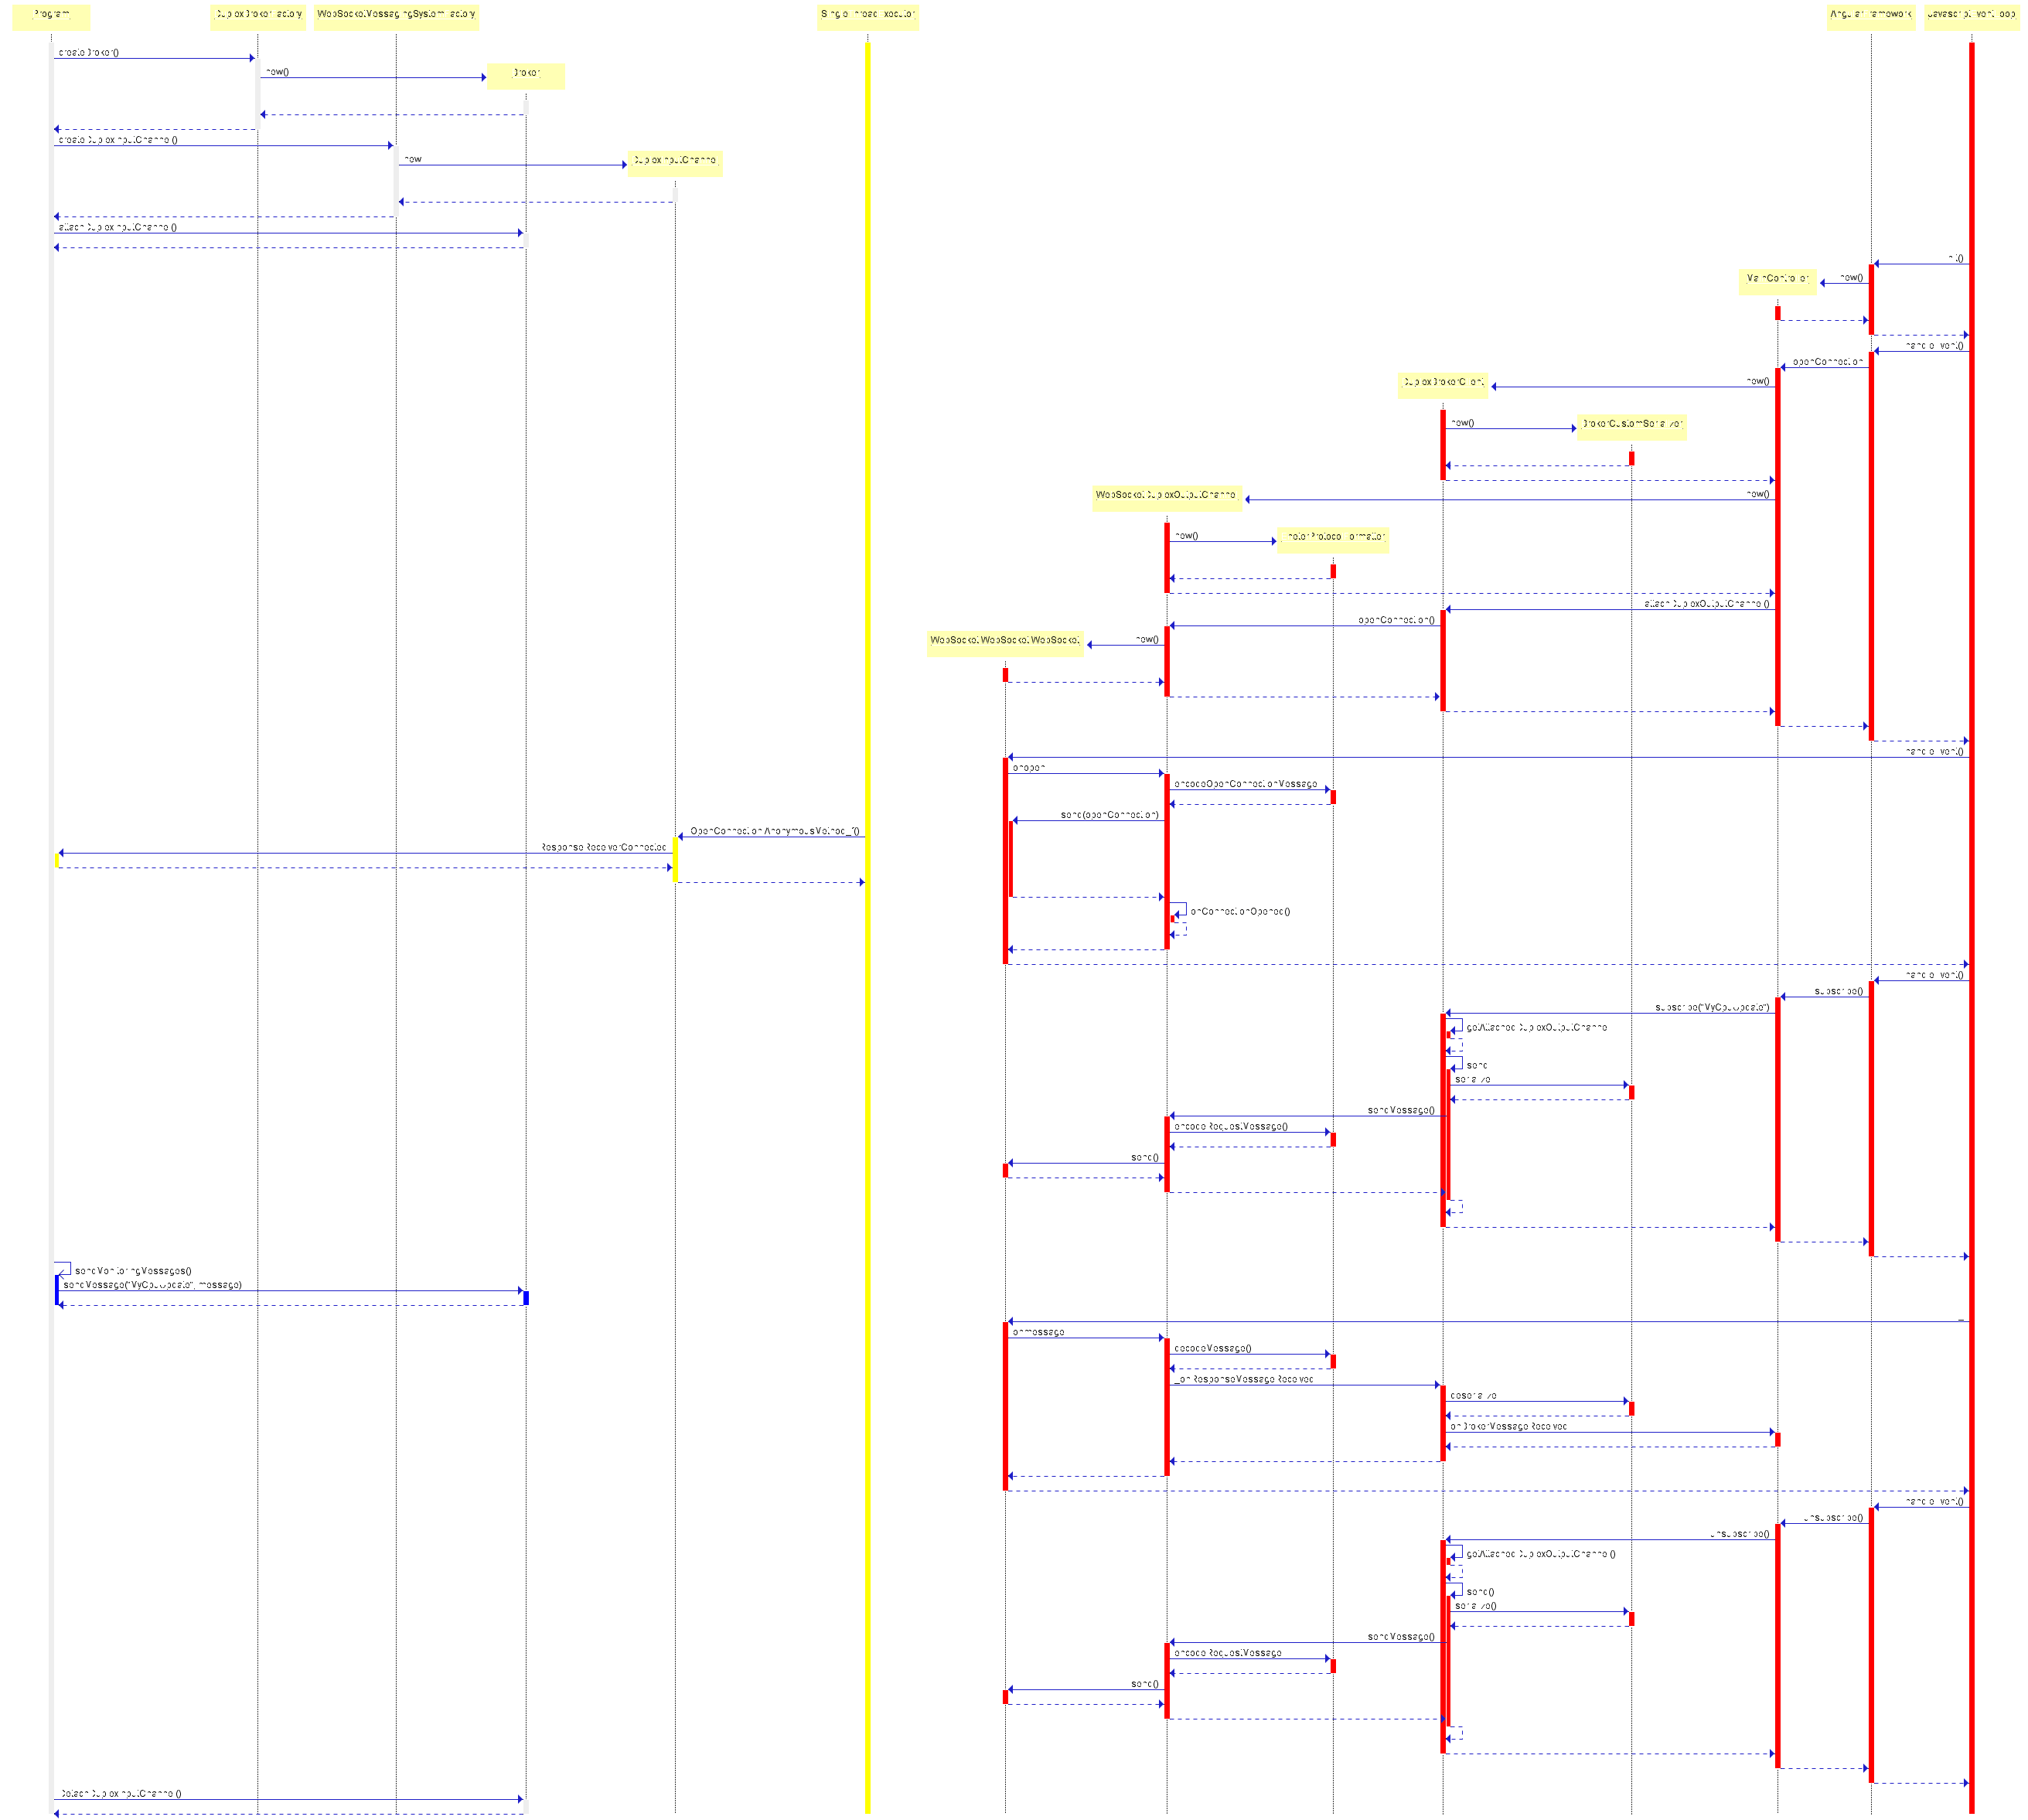 Program
DuplexBrokerFactory
WebSocketMessagingSystemFactory
SingleThreadExecutor
AngularFramework
JavascriptEventLoop
createBroker()
new()
Broker
createDuplexInputChannel()
new
DuplexInputChannel
attachDuplexInputChannel()
init()
MainController
new()
handleEvent()
openConnection
DuplexBrokerClient
new()
new()
BrokerCustomSerializer
WebSocketDuplexOutputChannel
new()
new()
EneterProtocolFormatter
attachDuplexOutputChannel()
openConnection()
WebSocket.WebSocket.WebSocket
new()
handleEvent()
onopen
encodeOpenConnectionMessage
send(openConnection)
OpenConnection.AnonymousMethod_?()
ResponseReceiverConnected
onConnectionOpened()
handleEvent()
subscribe()
subscribe("MyCpuUpdate")
getAttachedDuplexOutputChannel
send
serialize
sendMessage()
encodeRequestMessage()
send()
sendMonitoringMessages()
sendMessage("MyCpuUpdate", message)
onmessage
decodeMessage()
_onResponseMessageReceived
deserialize
onBrokerMessageReceived
handleEvent()
unsubscribe()
unsubscribe()
getAttachedDuplexOutputChannel()
send()
serialize()
sendMessage()
encodeRequestMessage
send()
DetachDuplexInputChannel()